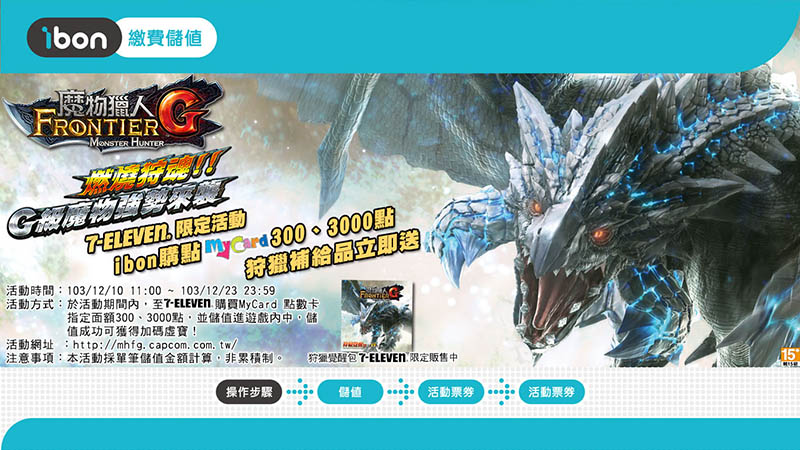 ibon 繳費儲值
魔物獵人
FRONTIER G
MONSTER HUNTER
燃燒狩魂!!
G級魔物強勢來襲
7-ELEVEN. 限定活動
ibon購點 MyCard 300、3000點
狩獵補給品立即送
活動時間：103/12/10 11:00 ~ 103/12/23 23:59
活動方式：於活動期間內，至7-ELEVEN.購買MyCard 點數卡
指定面額300、3000點，並儲值進遊戲內中，儲
值成功可獲得加碼虛寶！
活動網址 ：http://mhfg.capcom.com.tw/
注意事項：本活動採單筆儲值金額計算，非累積制。
FRONTIER G
狩獵覺醒包 7-ELEVEN.限定販售中
15+
操作步驟
儲值
活動票券
活動票券